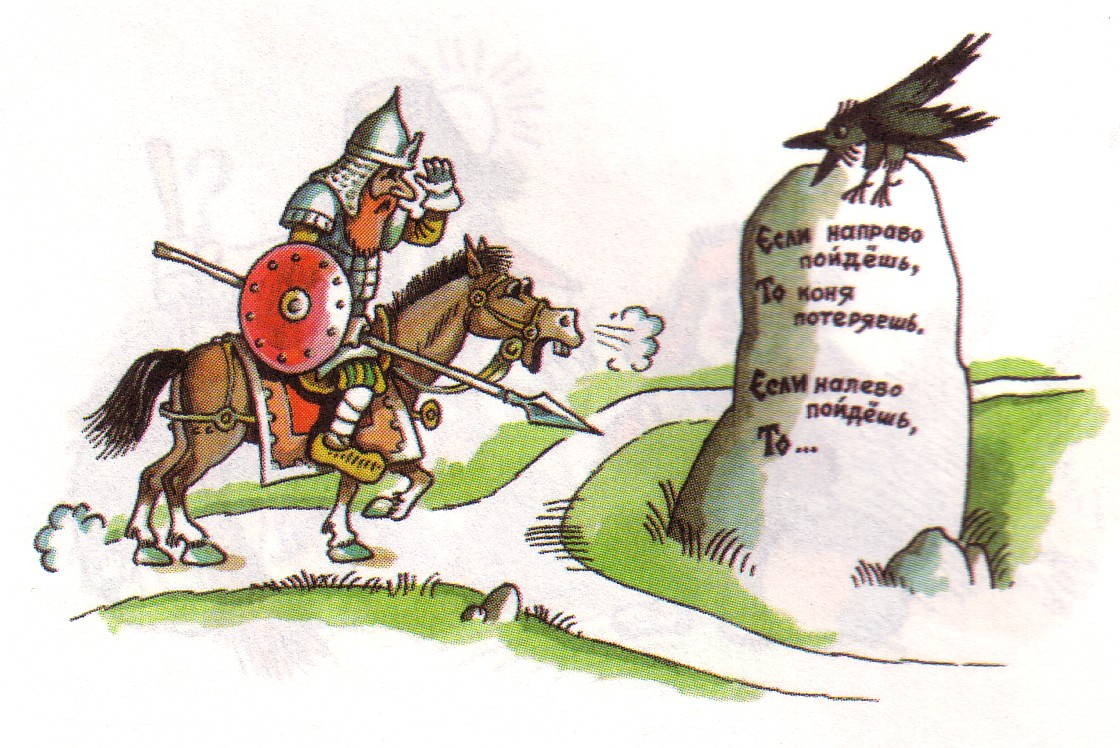 Если направо
пойдёшь,
То коня
потеряешь.
Если налево
пойдёшь,
То...